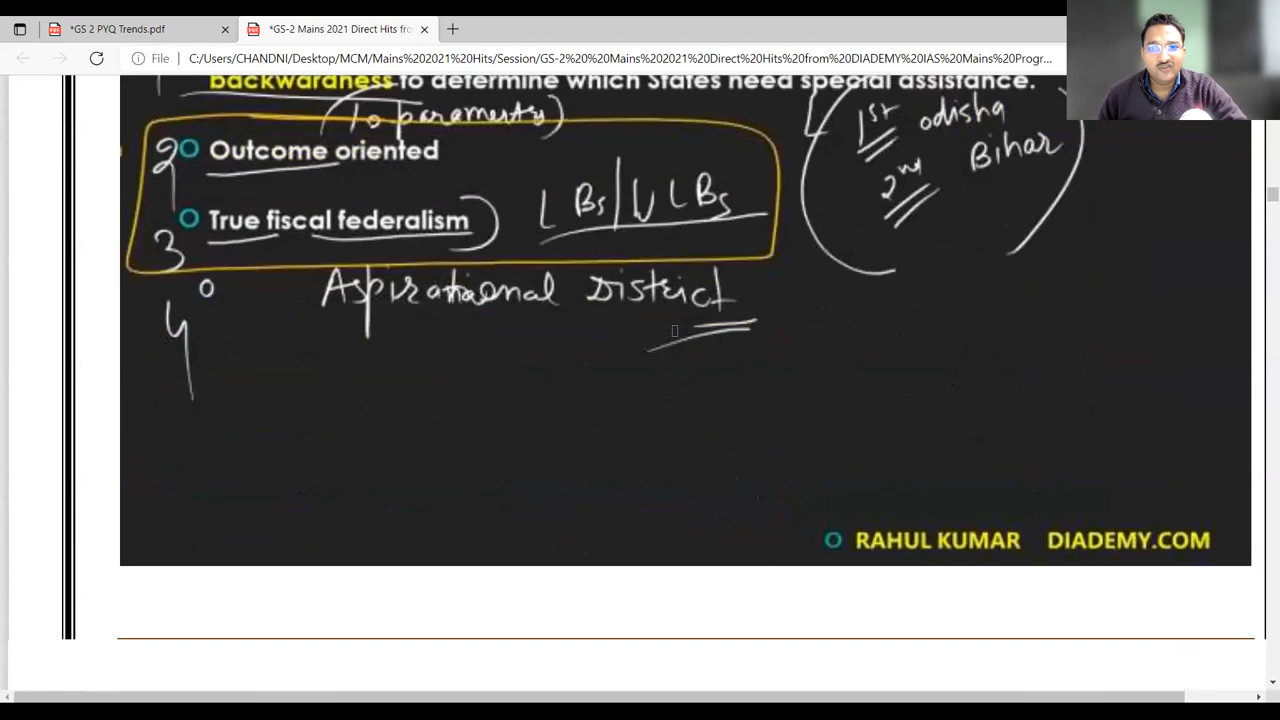 *GS 2 PYQ Trends.pdf
*GS-2 Mains 2021 Direct Hits fro
File
C:/Users/CHANDNI/Desktop/MCM/Mains%202021%20Hits/Session/GS-2%20%20Mains%202021%20Direct%20Hits%20from%20DIADEMY%20IAS%20Mains%20Progr...
backwardness to determine which States need special assistance.
(10 parameters)
1st odisha
2nd Bihar
2 Outcome oriented
3 True fiscal federalism) LBs/ULBs
4 Aspirational District
RAHUL KUMAR DIADEMY.COM